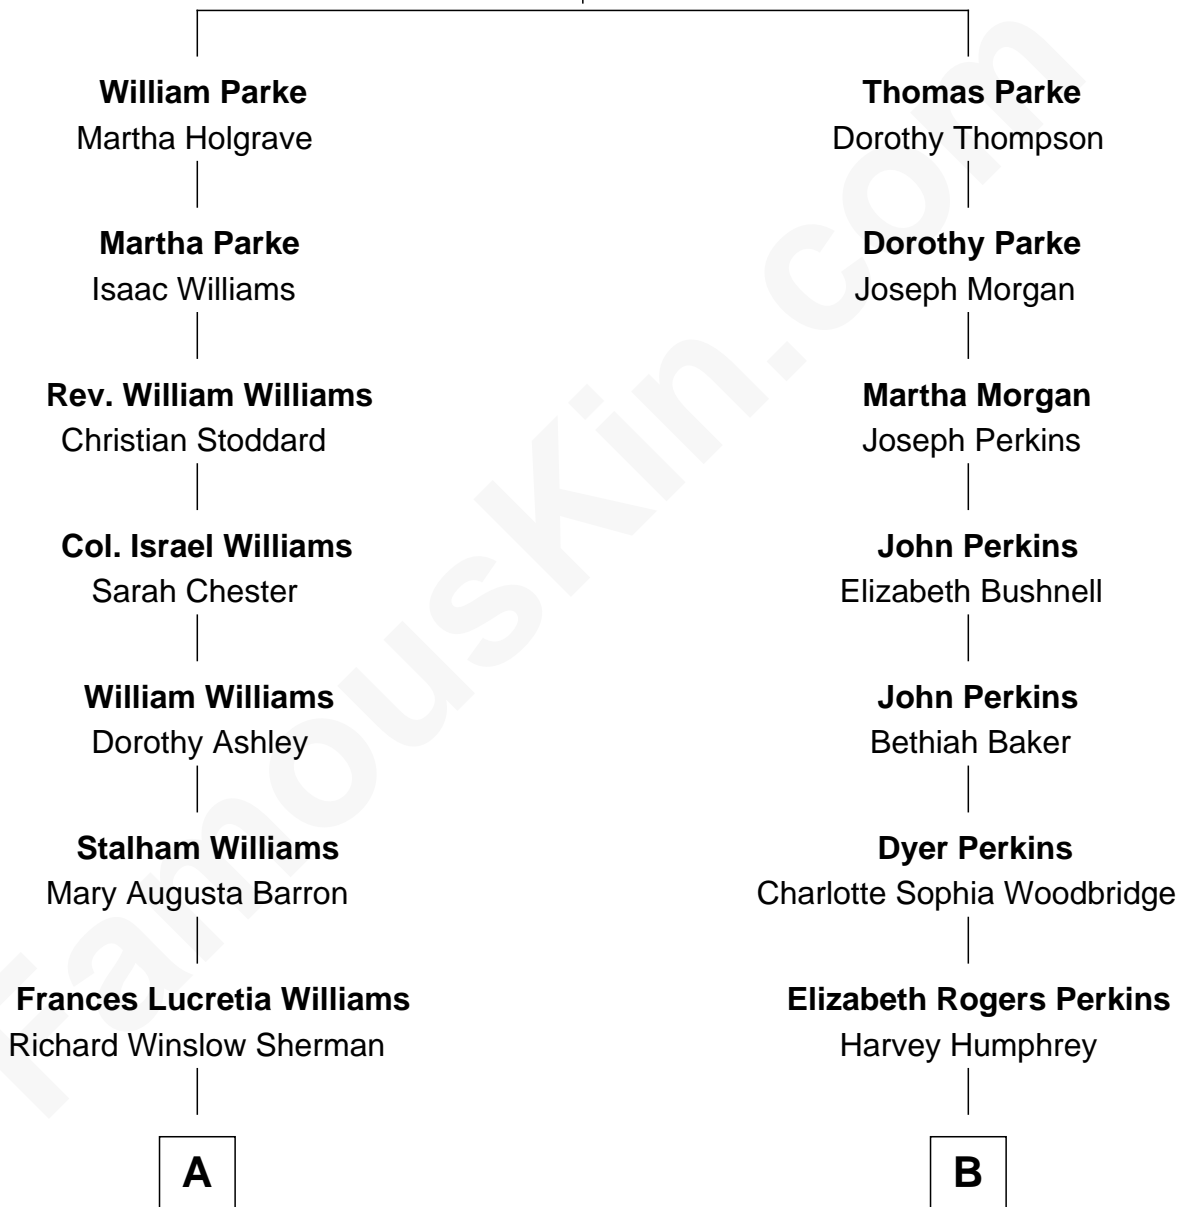 William Parke
Martha Holgrave
Thomas Parke
Dorothy Thompson
Martha Parke
Isaac Williams
Dorothy Parke
Joseph Morgan
Rev. William Williams
Christian Stoddard
Martha Morgan
Joseph Perkins
Col. Israel Williams
Sarah Chester
John Perkins
Elizabeth Bushnell
William Williams
Dorothy Ashley
John Perkins
Bethiah Baker
Stalham Williams
Mary Augusta Barron
Dyer Perkins
Charlotte Sophia Woodbridge
Frances Lucretia Williams
Richard Winslow Sherman
Elizabeth Rogers Perkins
Harvey Humphrey
A
B
FamousKin.com